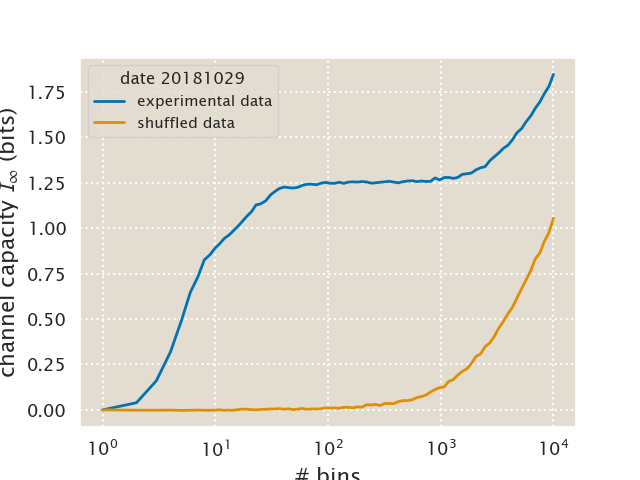 date 20181029
experimental data
shuffled data
channel capacity I∞ (bits)
1.75
1.50
1.25
1.00
0.75
0.50
0.25
0.00
10⁰
10¹
10²
10³
10⁴
# bins